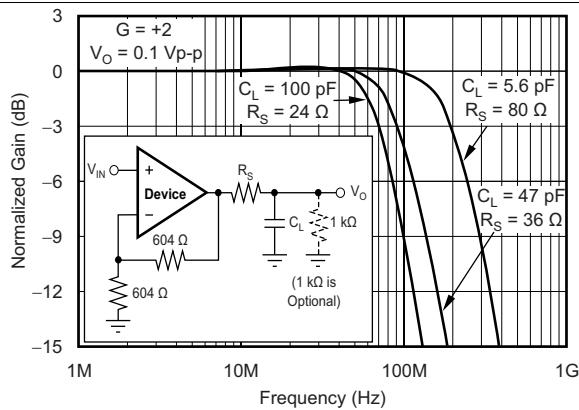 G = +2
V_O = 0.1 Vp-p
C_L = 100 pF
R_S = 24 Ω
C_L = 5.6 pF
R_S = 80 Ω
C_L = 47 pF
R_S = 36 Ω
V_IN
+
Device
−
R_S
V_O
C_L
1 kΩ
604 Ω
604 Ω
(1 kΩ is
Optional)
Normalized Gain (dB)
3
0
−3
−6
−9
−12
−15
1M
10M
100M
1G
Frequency (Hz)